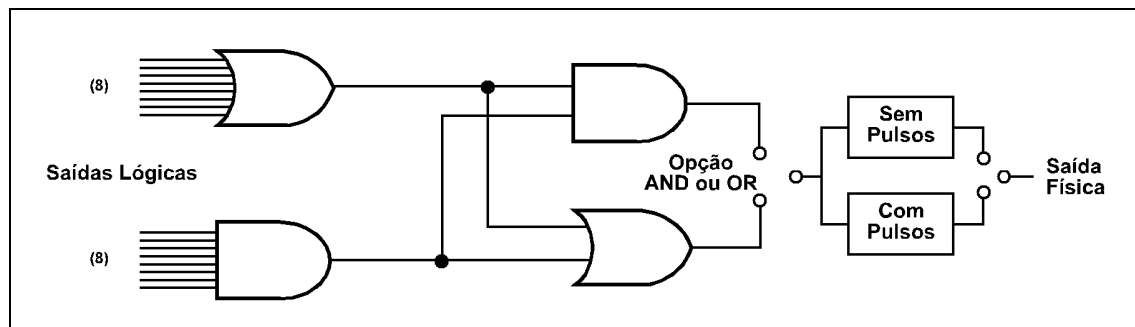 (8)
Saídas Lógicas
(8)
Opção
AND ou OR
Sem
Pulsos
Com
Pulsos
Saída
Física